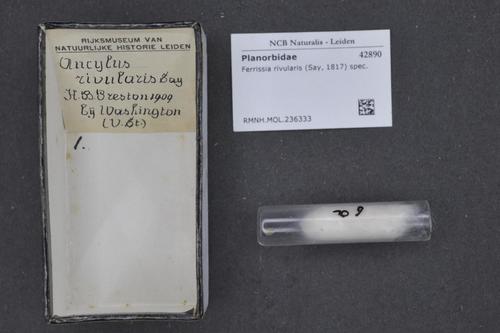 RIJKSMUSEUM VAN
NATUURLIJKE HISTORIE LEIDEN
Ancylus
rivularis Say
H.B. Preston 1909
bij Washington
(V.St.)
1.
NCB Naturalis - Leiden
Planorbidae 42890
Ferrissia rivularis (Say, 1817) spec.
RMNH.MOL.236333